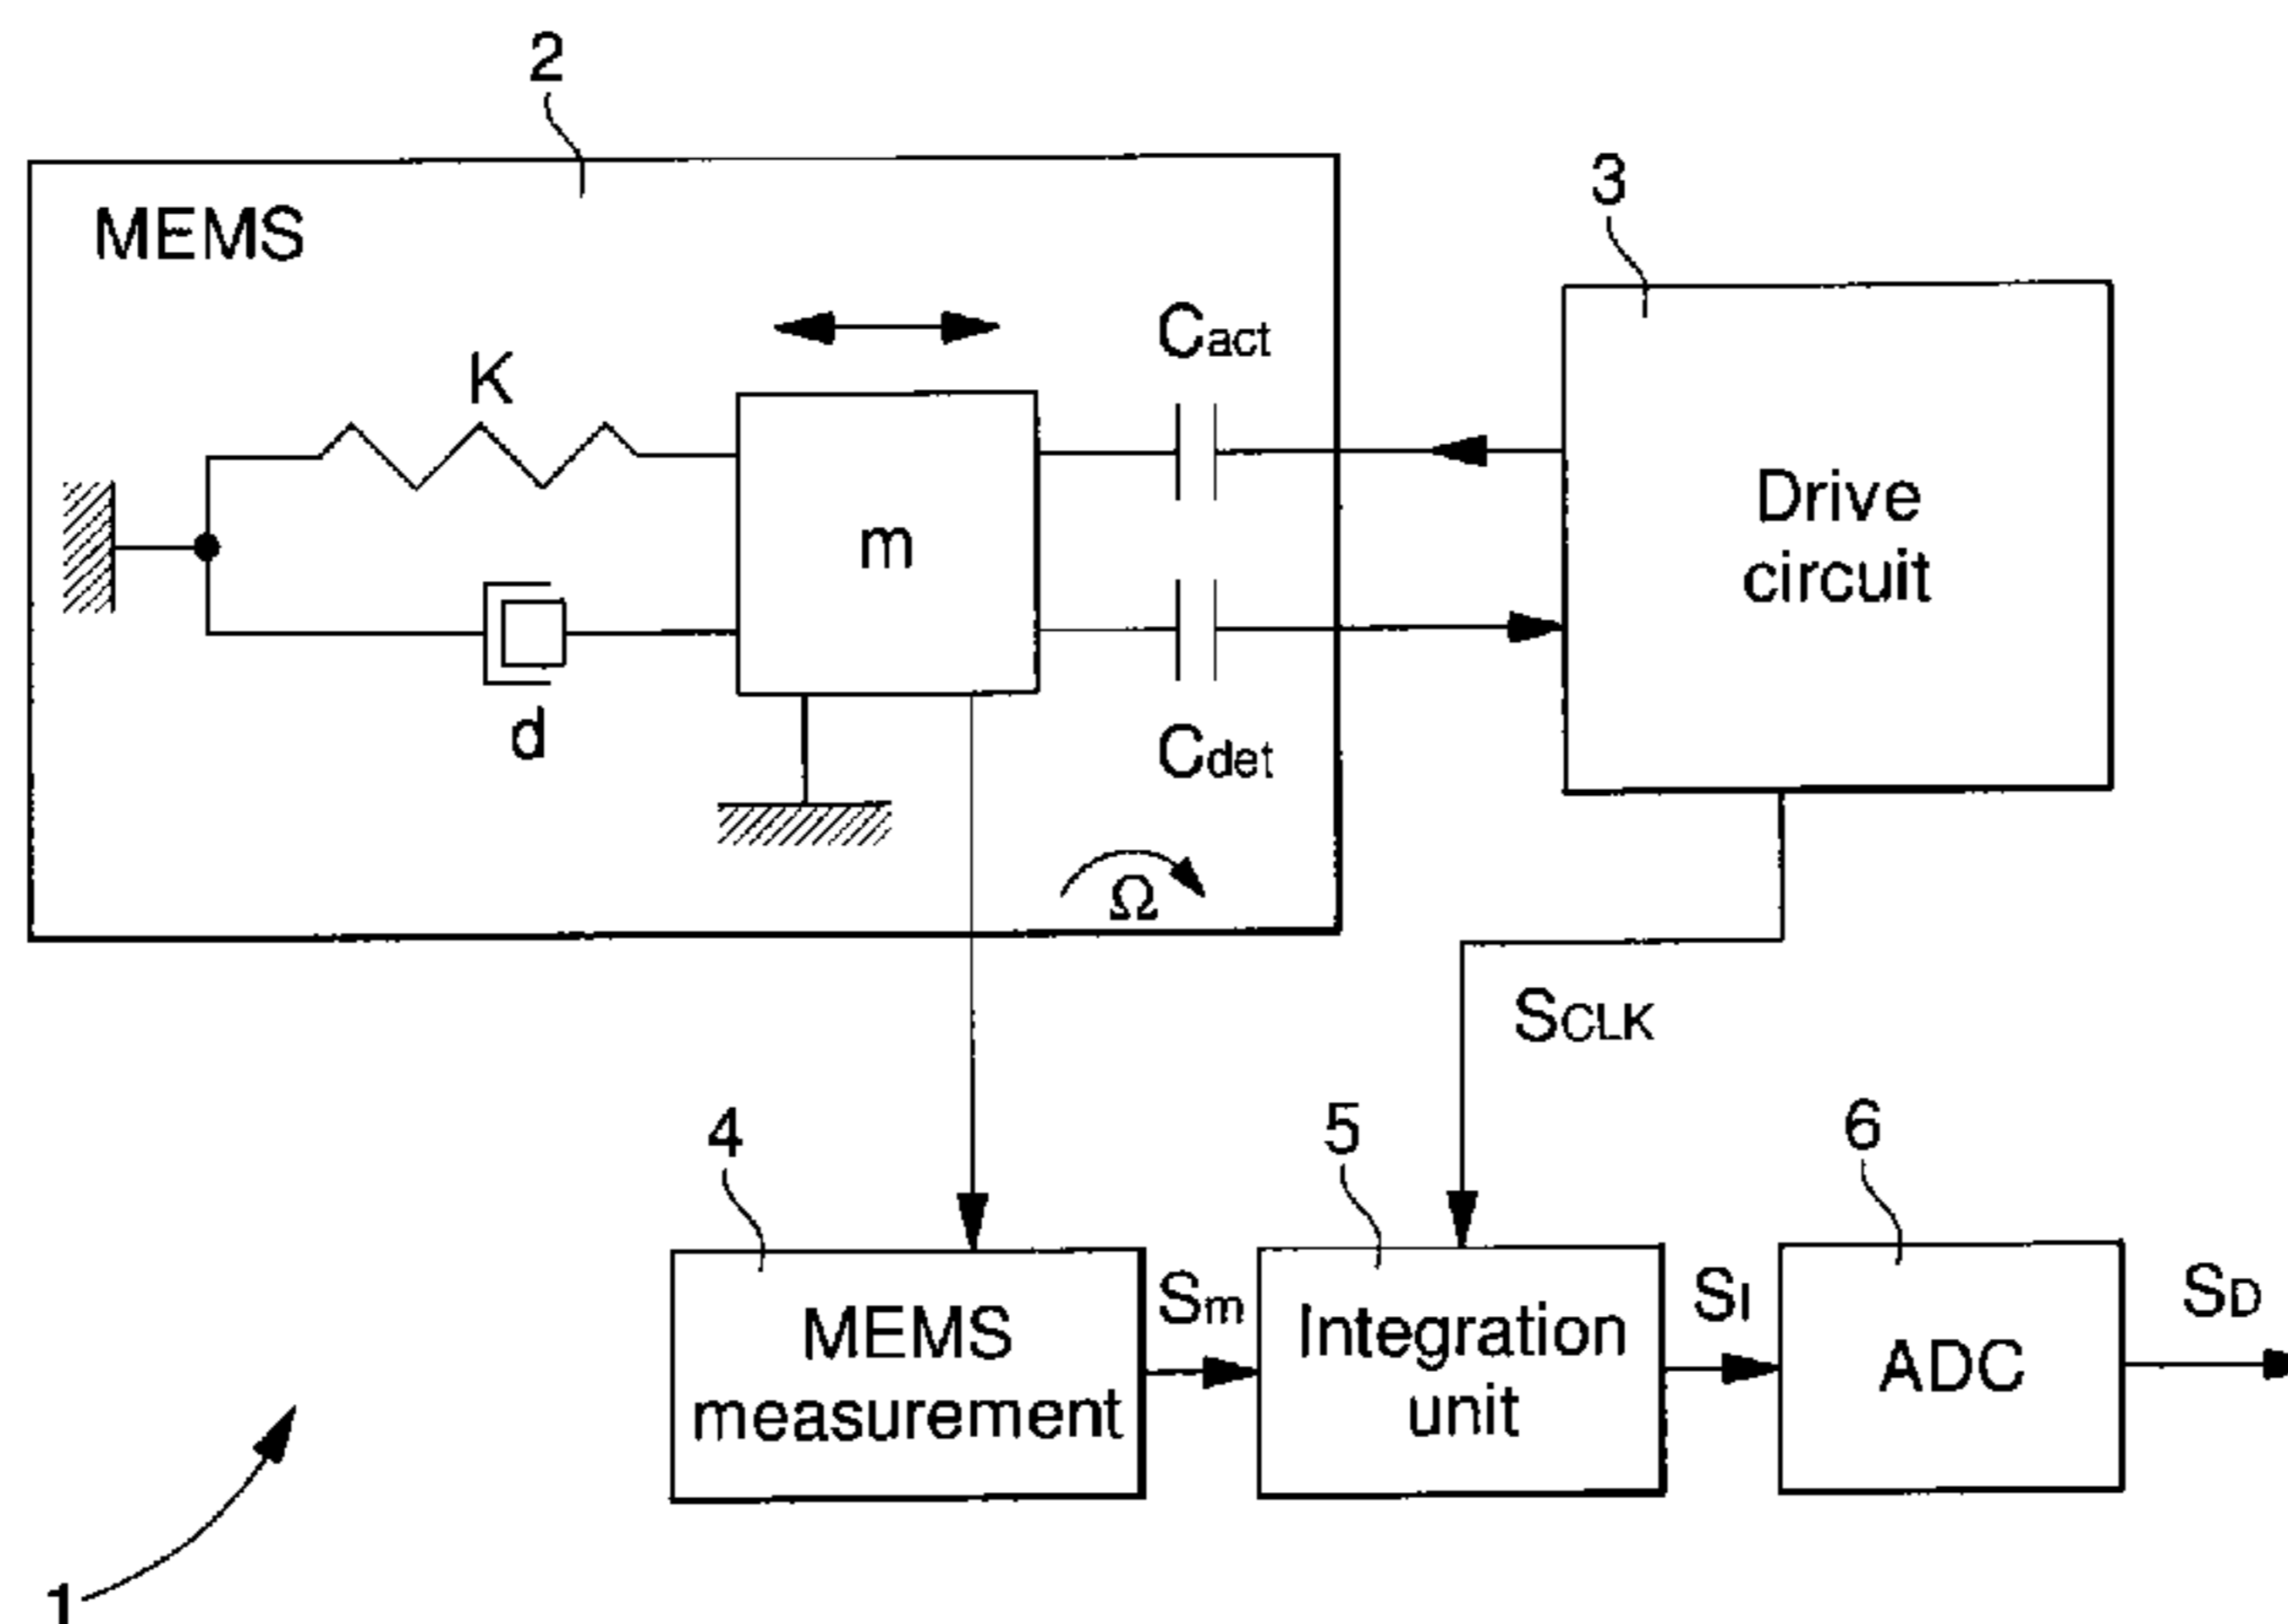 2
MEMS
3
Cact
K
m
Drive
circuit
d
Cdet
Ω
SCLK
4
5
6
MEMS
measurement
Sm
Integration
unit
SI
ADC
SD
1